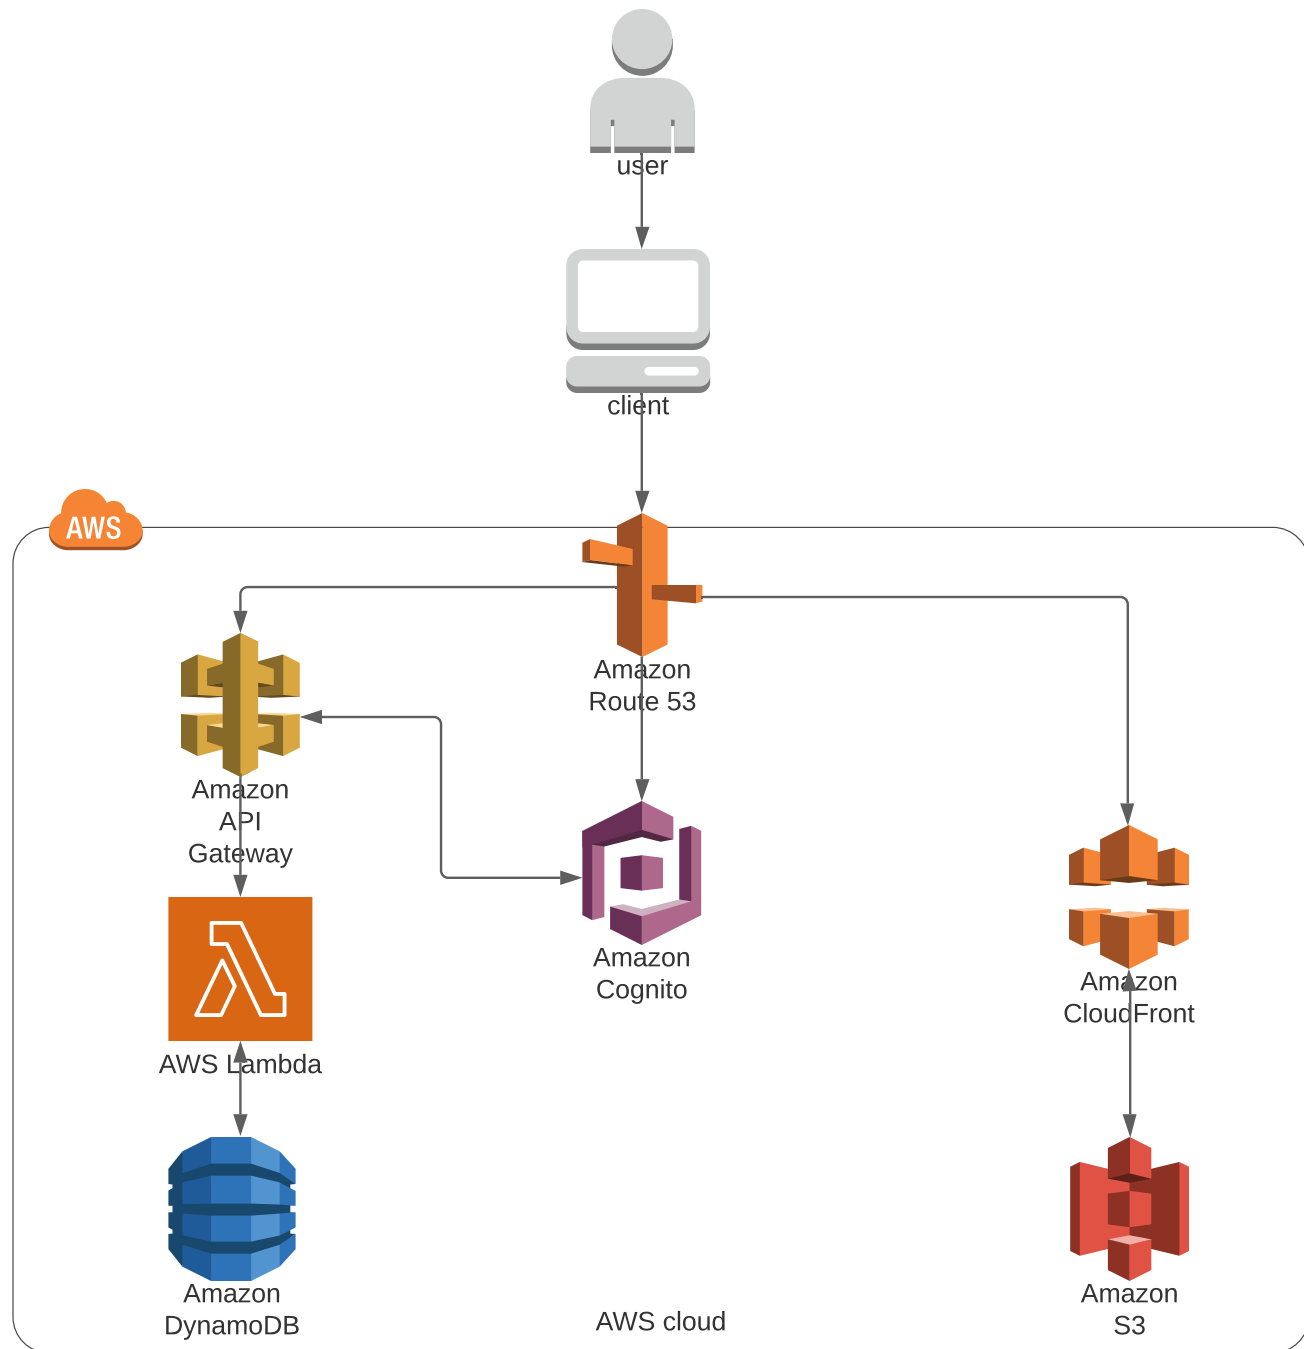 user
client
AWS
Amazon
Route 53
Amazon
API
Gateway
Amazon
Cognito
Amazon
CloudFront
AWS Lambda
Amazon
DynamoDB
AWS cloud
Amazon
S3